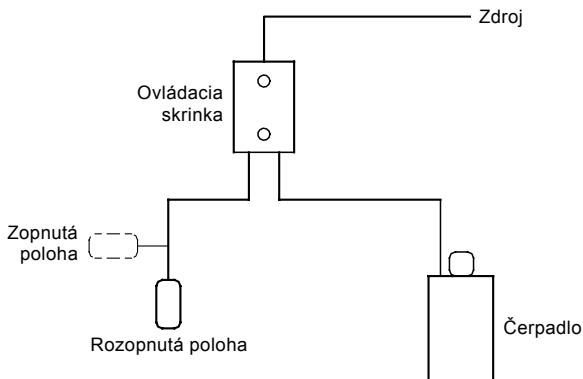 Zdroj
Ovládacia
skrinka
Zopnutá
poloha
Rozopnutá poloha
Čerpadlo